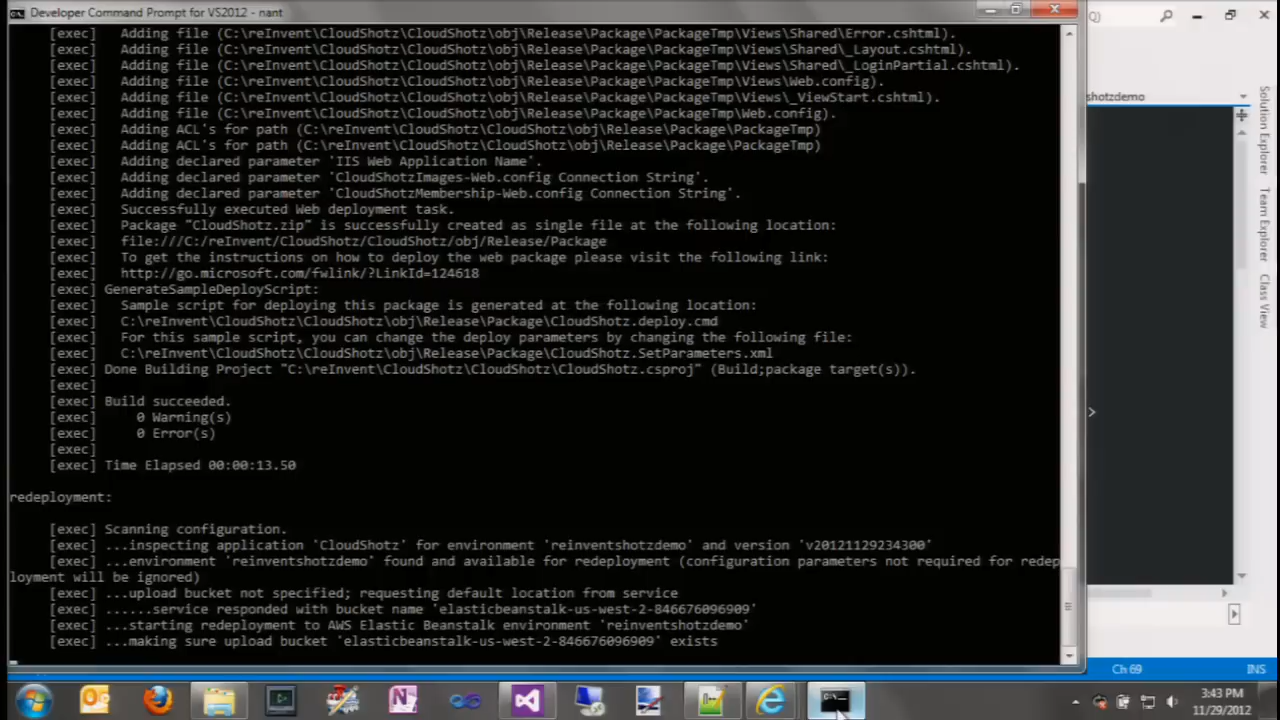 Developer Command Prompt for VS2012 - nant
[exec] Adding file (C:\reInvent\CloudShotz\CloudShotz\obj\Release\Package\PackageTmp\Views\Shared\Error.cshtml).
[exec] Adding file (C:\reInvent\CloudShotz\CloudShotz\obj\Release\Package\PackageTmp\Views\Shared\_Layout.cshtml).
[exec] Adding file (C:\reInvent\CloudShotz\CloudShotz\obj\Release\Package\PackageTmp\Views\Shared\_LoginPartial.cshtml).
[exec] Adding file (C:\reInvent\CloudShotz\CloudShotz\obj\Release\Package\PackageTmp\Views\Web.config).
[exec] Adding file (C:\reInvent\CloudShotz\CloudShotz\obj\Release\Package\PackageTmp\Views\_ViewStart.cshtml).
[exec] Adding file (C:\reInvent\CloudShotz\CloudShotz\obj\Release\Package\PackageTmp\Web.config).
[exec] Adding ACL's for path (C:\reInvent\CloudShotz\CloudShotz\obj\Release\Package\PackageTmp)
[exec] Adding ACL's for path (C:\reInvent\CloudShotz\CloudShotz\obj\Release\Package\PackageTmp)
[exec] Adding declared parameter 'IIS Web Application Name'.
[exec] Adding declared parameter 'CloudShotzImages-Web.config Connection String'.
[exec] Adding declared parameter 'CloudShotzMembership-Web.config Connection String'.
[exec] Successfully executed Web deployment task.
[exec] Package "CloudShotz.zip" is successfully created as single file at the following location:
[exec] file:///C:/reInvent/CloudShotz/CloudShotz/obj/Release/Package
[exec] To get the instructions on how to deploy the web package please visit the following link:
[exec] http://go.microsoft.com/fwlink/?LinkId=124618
[exec] GenerateSampleDeployScript:
[exec] Sample script for deploying this package is generated at the following location:
[exec] C:\reInvent\CloudShotz\CloudShotz\obj\Release\Package\CloudShotz.deploy.cmd
[exec] For this sample script, you can change the deploy parameters by changing the following file:
[exec] C:\reInvent\CloudShotz\CloudShotz\obj\Release\Package\CloudShotz.SetParameters.xml
[exec] Done Building Project "C:\reInvent\CloudShotz\CloudShotz\CloudShotz.csproj" (Build;package target(s)).
[exec]
[exec] Build succeeded.
[exec] 0 Warning(s)
[exec] 0 Error(s)
[exec]
[exec] Time Elapsed 00:00:13.50
redeployment:
[exec] Scanning configuration.
[exec] ...inspecting application 'CloudShotz' for environment 'reinventshotzdemo' and version 'v20121129234300'
[exec] ...environment 'reinventshotzdemo' found and available for redeployment (configuration parameters not required for redep
loyment will be ignored)
[exec] ...upload bucket not specified; requesting default location from service
[exec] ......service responded with bucket name 'elasticbeanstalk-us-west-2-846676096909'
[exec] ...starting redeployment to AWS Elastic Beanstalk environment 'reinventshotzdemo'
[exec] ...making sure upload bucket 'elasticbeanstalk-us-west-2-846676096909' exists
shotzdemo
Solution Explorer
Team Explorer
Class View
Ch 69
INS
3:43 PM
11/29/2012